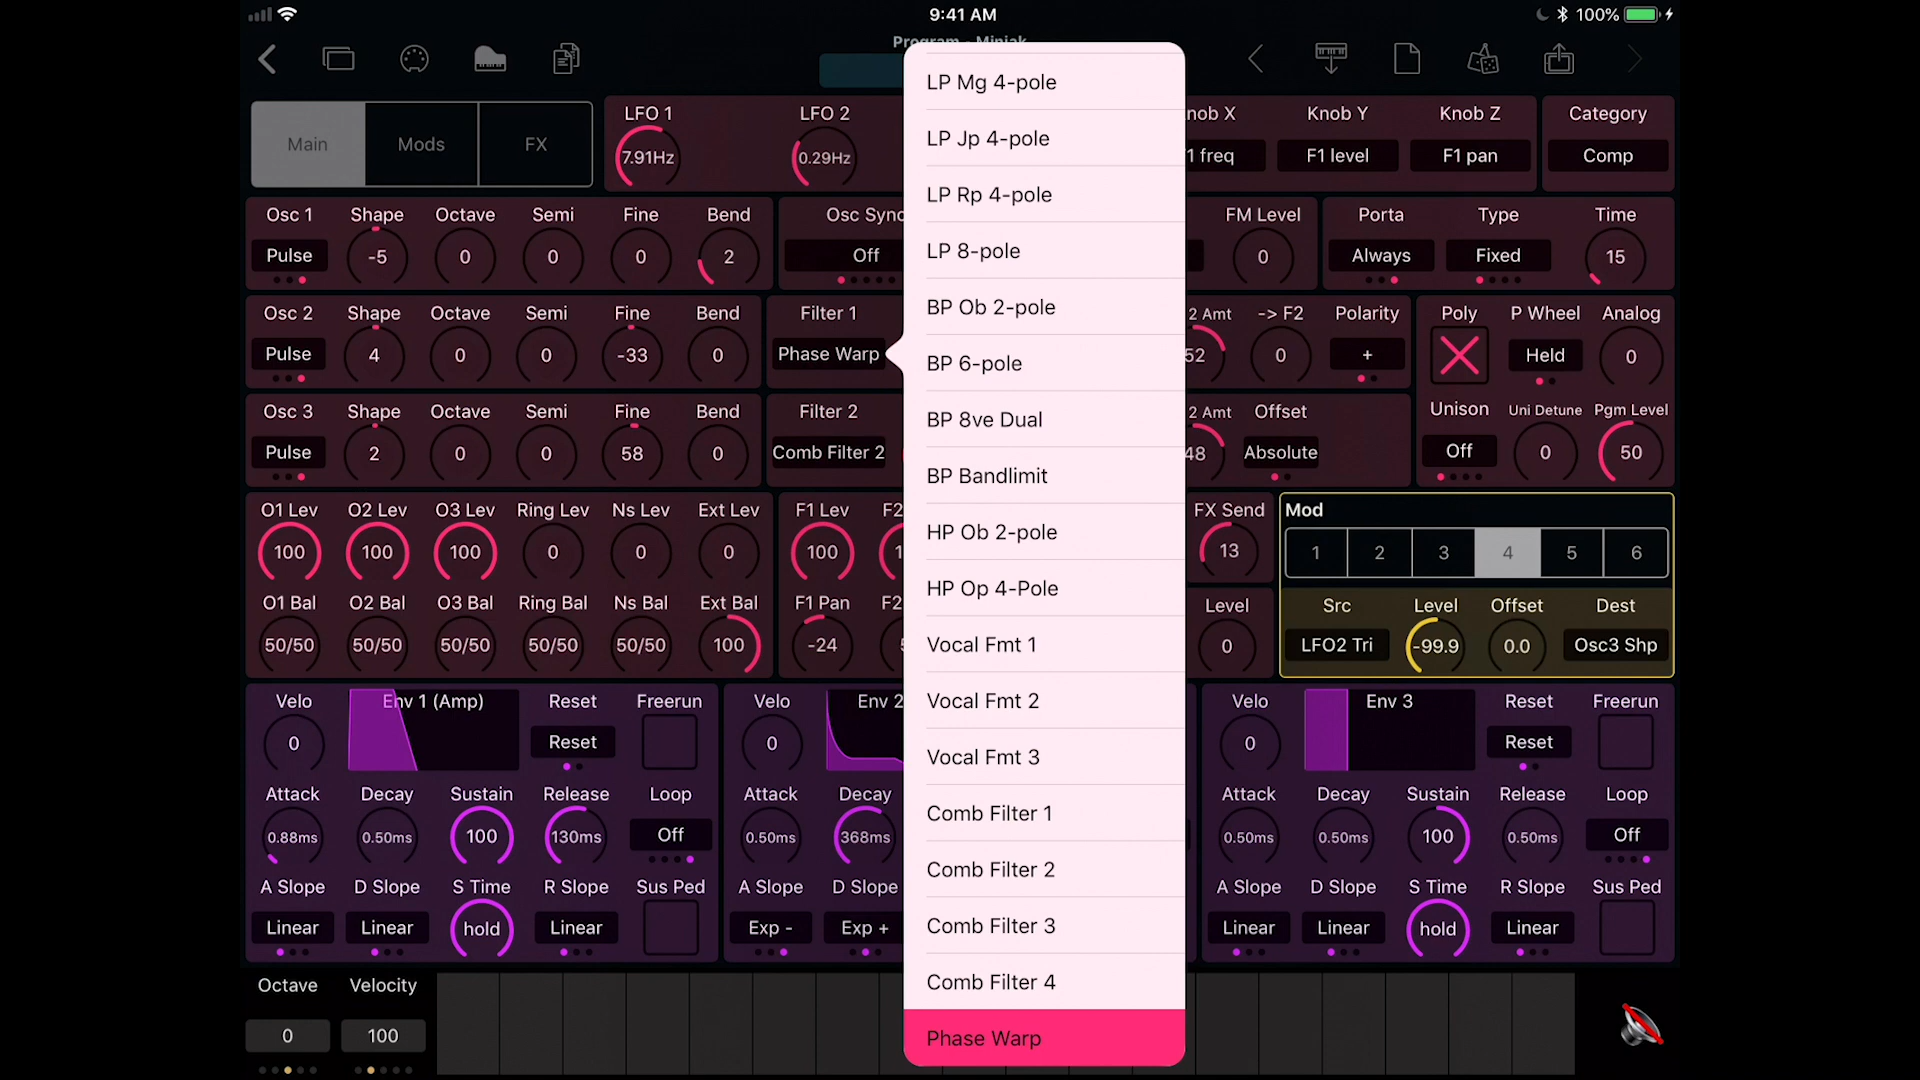 9:41 AM
100%
Program - Miniak
Main
Mods
FX
LFO 1
7.91Hz
LFO 2
0.29Hz
Knob Y
F1 level
Knob Z
F1 pan
Category
Comp
Osc 1
Shape
Octave
Semi
Fine
Bend
Pulse
-5
0
0
0
2
Off
FM Level
0
Porta
Type
Time
Always
Fixed
15
Osc 2
Shape
Octave
Semi
Fine
Bend
Pulse
4
0
0
-33
0
Filter 1
Phase Warp
2 Amt
-> F2
Polarity
52
0
+
Poly
P Wheel
Analog
Held
0
Osc 3
Shape
Octave
Semi
Fine
Bend
Pulse
2
0
0
58
0
Filter 2
Comb Filter 2
2 Amt
Offset
48
Absolute
Unison
Uni Detune
Pgm Level
Off
0
50
O1 Lev
O2 Lev
O3 Lev
Ring Lev
Ns Lev
Ext Lev
100
100
100
0
0
0
F1 Lev
100
FX Send
13
Mod
1
2
3
4
5
6
O1 Bal
O2 Bal
O3 Bal
Ring Bal
Ns Bal
Ext Bal
50/50
50/50
50/50
50/50
50/50
100
F1 Pan
-24
Level
0
Src
Level
Offset
Dest
LFO2 Tri
-99.9
0.0
Osc3 Shp
LP Mg 4-pole
LP Jp 4-pole
LP Rp 4-pole
LP 8-pole
BP Ob 2-pole
BP 6-pole
BP 8ve Dual
BP Bandlimit
HP Ob 2-pole
HP Op 4-Pole
Vocal Fmt 1
Vocal Fmt 2
Vocal Fmt 3
Comb Filter 1
Comb Filter 2
Comb Filter 3
Comb Filter 4
Phase Warp
Velo
Env 1 (Amp)
Reset
Freerun
0
Reset
Attack
Decay
Sustain
Release
Loop
0.88ms
0.50ms
100
130ms
Off
A Slope
D Slope
S Time
R Slope
Sus Ped
Linear
Linear
hold
Linear
Velo
Env 2
0
Attack
Decay
0.50ms
368ms
A Slope
D Slope
Exp -
Exp +
Velo
Env 3
Reset
Freerun
0
Reset
Attack
Decay
Sustain
Release
Loop
0.50ms
0.50ms
100
0.50ms
Off
A Slope
D Slope
S Time
R Slope
Sus Ped
Linear
Linear
hold
Linear
Octave
Velocity
0
100